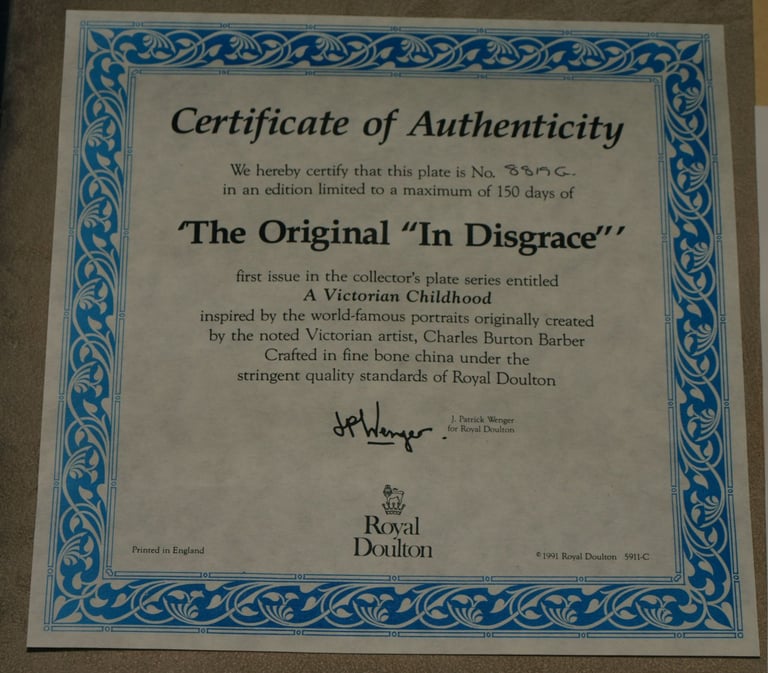 Certificate of Authenticity
We hereby certify that this plate is No. 8819 G.
in an edition limited to a maximum of 150 days of
'The Original "In Disgrace"'
first issue in the collector's plate series entitled
A Victorian Childhood
inspired by the world-famous portraits originally created
by the noted Victorian artist, Charles Burton Barber
Crafted in fine bone china under the
stringent quality standards of Royal Doulton
JPWenger.
J. Patrick Wenger
for Royal Doulton
Royal
Doulton
Printed in England
©1991 Royal Doulton 5911-C